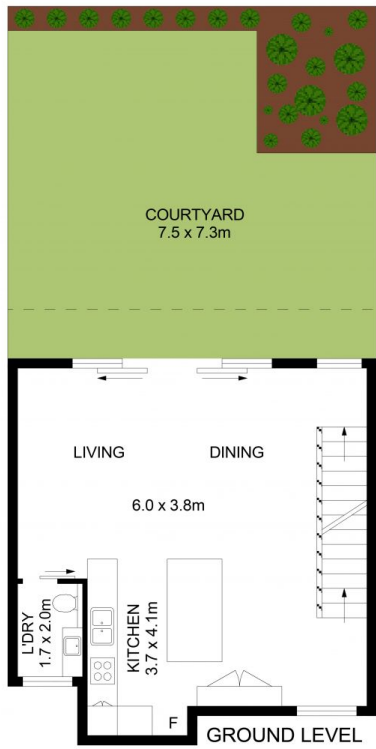 COURTYARD
7.5 x 7.3m
LIVING
DINING
6.0 x 3.8m
L'DRY
1.7 x 2.0m
KITCHEN
3.7 x 4.1m
F
GROUND LEVEL